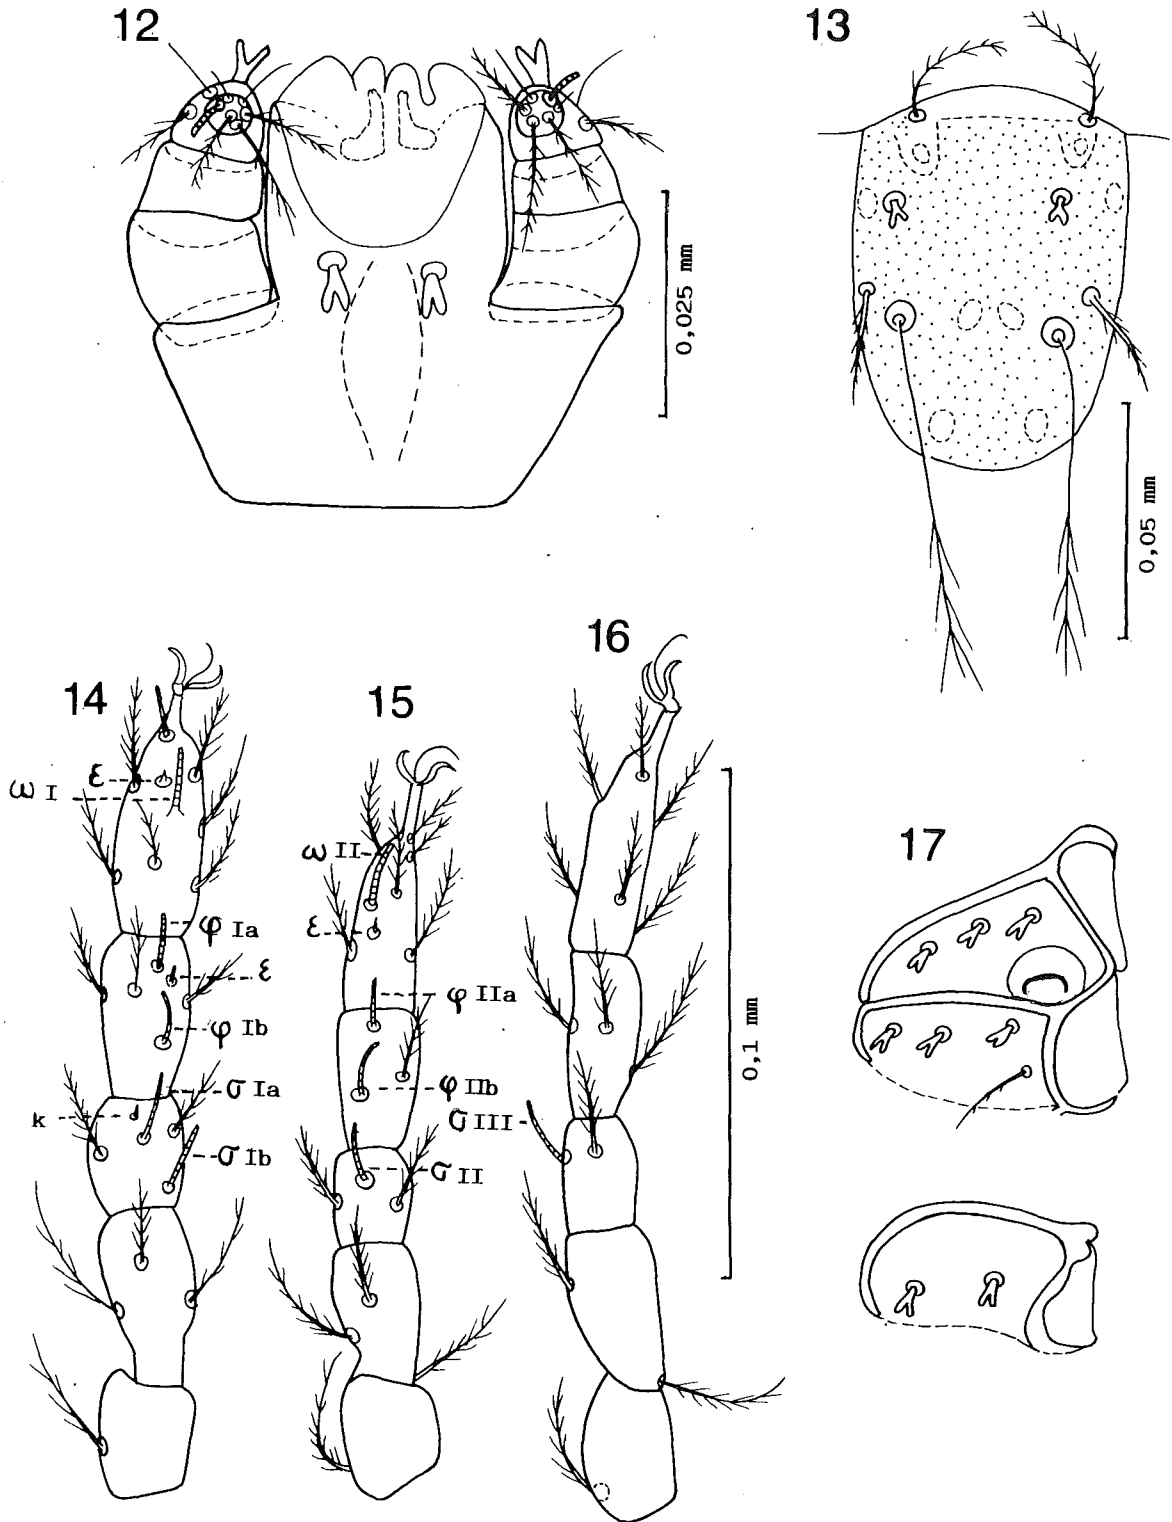 12
13
0,025 mm
0,05 mm
14
15
16
17
ε
ω I
φ Ia
ε
φ Ib
σ Ia
k
σ Ib
ω II
ε
φ IIa
φ IIb
σ III
σ II
0,1 mm